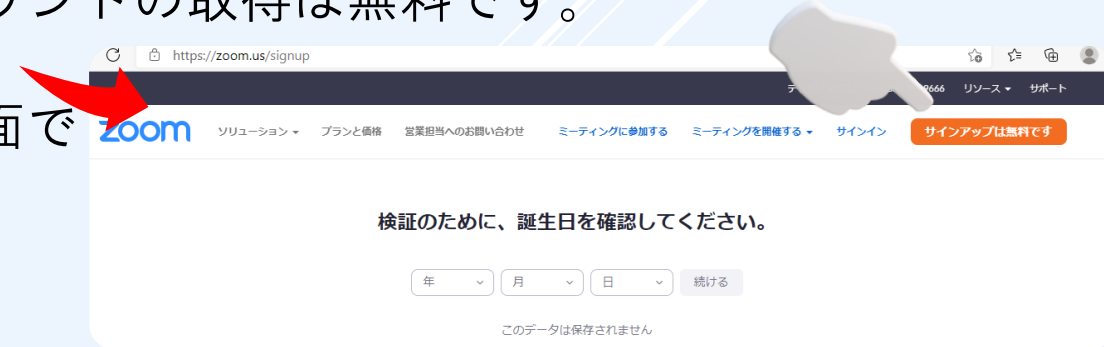 ウントの取得は無料です。
https://zoom.us/signup
9666 リソース サポート
面で
zoom ソリューション プランと価格 営業担当へのお問い合わせ ミーティングに参加する ミーティングを開催する サインイン サインアップは無料です
検証のために、誕生日を確認してください。
年 月 日 続ける
このデータは保存されません